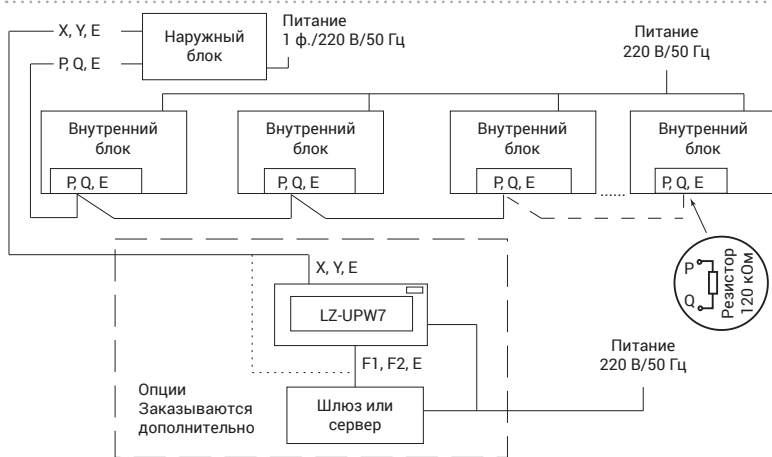 X, Y, E
P, Q, E
Наружный
блок
Питание
1 ф./220 В/50 Гц
Питание
220 В/50 Гц
Внутренний
блок
P, Q, E
Внутренний
блок
P, Q, E
Внутренний
блок
P, Q, E
Внутренний
блок
P, Q, E
P
Q
Резистор
120 кОм
X, Y, E
LZ-UPW7
F1, F2, E
Шлюз или
сервер
Опции
Заказываются
дополнительно
Питание
220 В/50 Гц